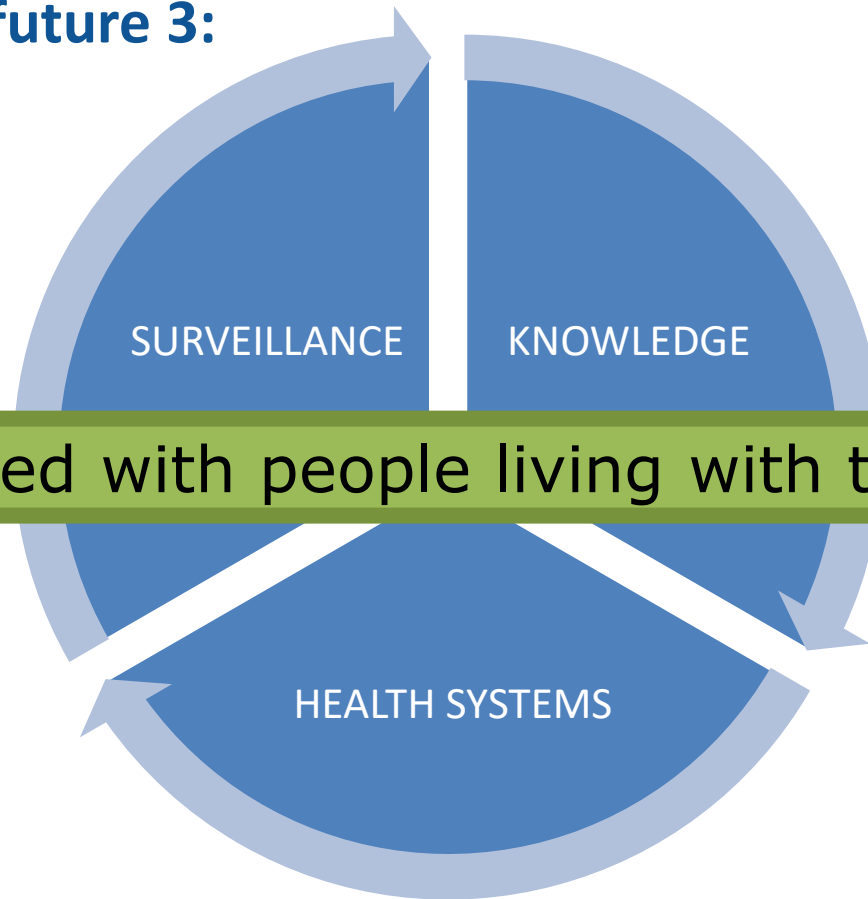 future 3:
SURVEILLANCE
KNOWLEDGE
ed with people living with t
HEALTH SYSTEMS